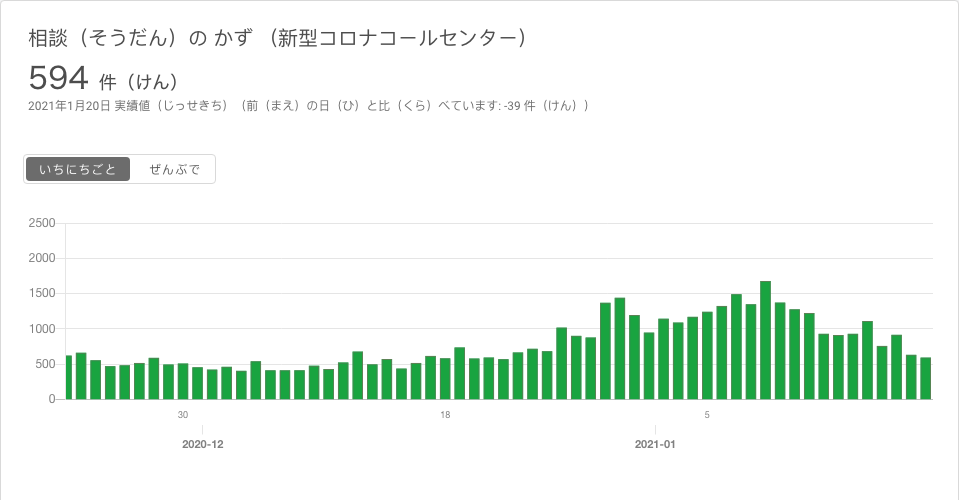 相談（そうだん）の かず （新型コロナコールセンター）
594 件（けん）
2021年1月20日 実績値（じっせきち）（前（まえ）の日（ひ）と比（くら）べています: -39 件（けん））
いちにちごと ぜんぶで
2500
2000
1500
1000
500
0
30 18 5
2020-12 2021-01